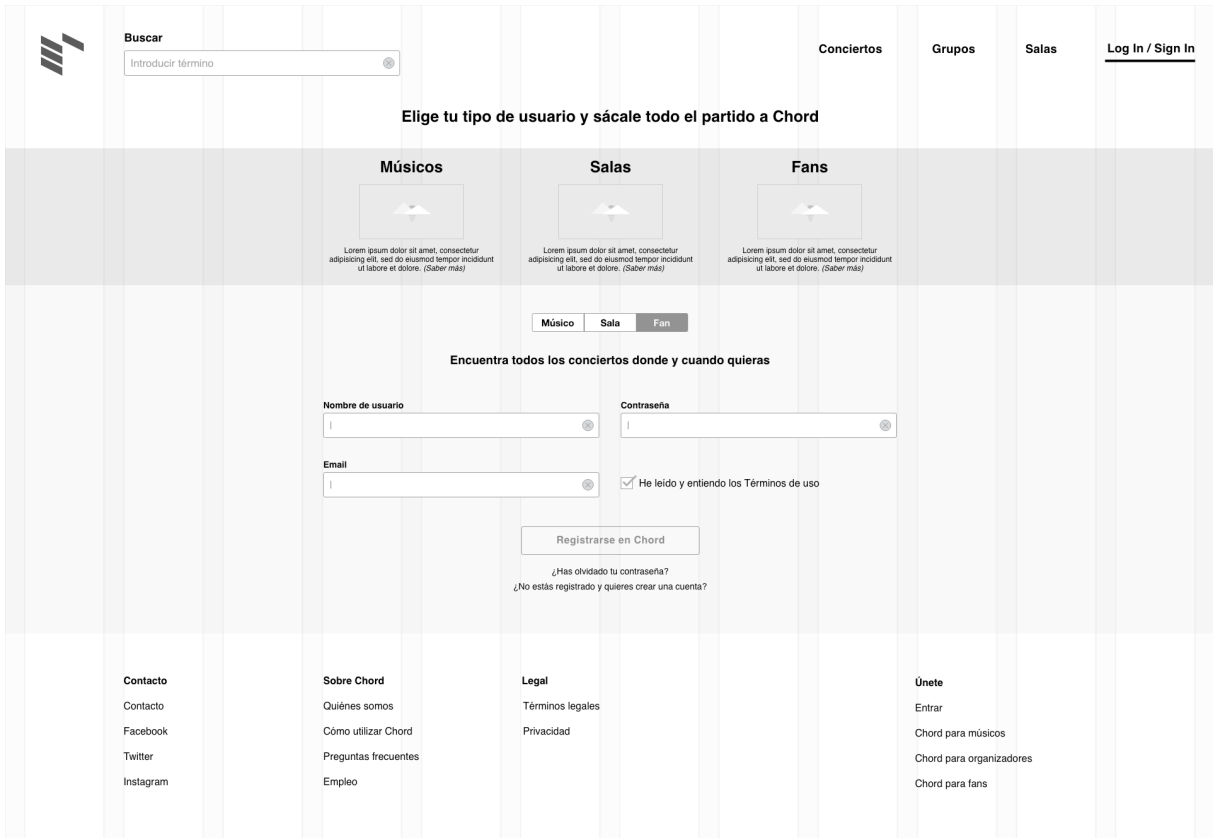 Buscar
Introducir término
Conciertos
Grupos
Salas
Log In / Sign In
Elige tu tipo de usuario y sácale todo el partido a Chord
Músicos
Lorem ipsum dolor sit amet, consectetur
adipisicing elit, sed do eiusmod tempor incididunt
ut labore et dolore. (Saber más)
Salas
Lorem ipsum dolor sit amet, consectetur
adipisicing elit, sed do eiusmod tempor incididunt
ut labore et dolore. (Saber más)
Fans
Lorem ipsum dolor sit amet, consectetur
adipisicing elit, sed do eiusmod tempor incididunt
ut labore et dolore. (Saber más)
Músico
Sala
Fan
Encuentra todos los conciertos donde y cuando quieras
Nombre de usuario
Contraseña
Email
He leído y entiendo los Términos de uso
Registrarse en Chord
¿Has olvidado tu contraseña?
¿No estás registrado y quieres crear una cuenta?
Contacto
Contacto
Facebook
Twitter
Instagram
Sobre Chord
Quiénes somos
Cómo utilizar Chord
Preguntas frecuentes
Empleo
Legal
Términos legales
Privacidad
Únete
Entrar
Chord para músicos
Chord para organizadores
Chord para fans